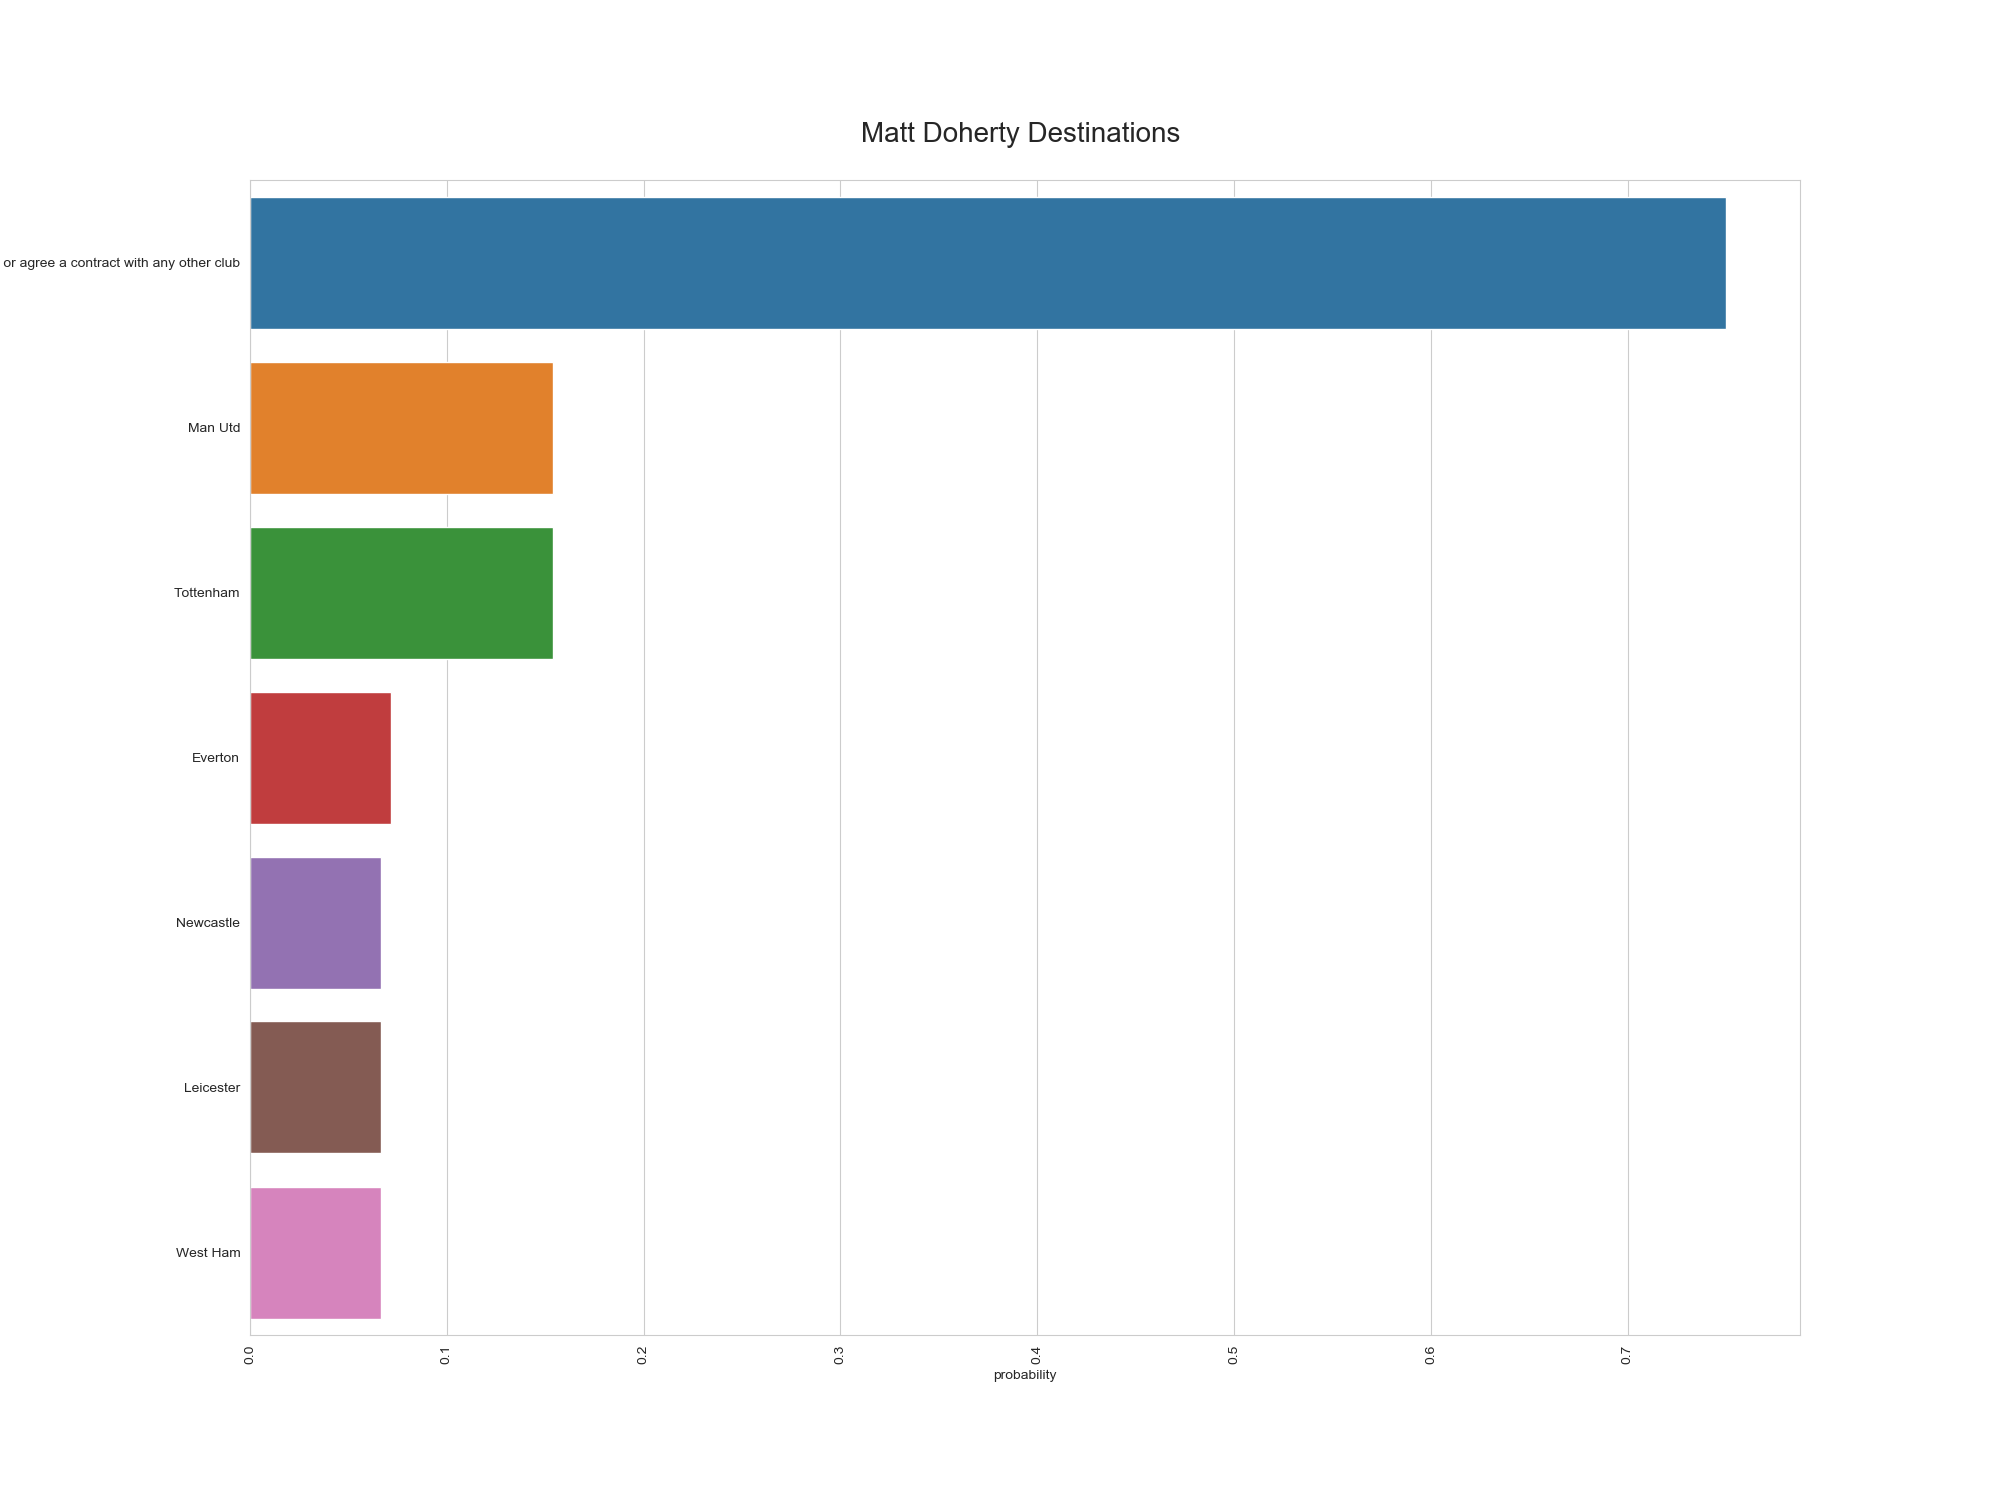 Matt Doherty Destinations
or agree a contract with any other club
Man Utd
Tottenham
Everton
Newcastle
Leicester
West Ham
0.0
0.1
0.2
0.3
0.4
0.5
0.6
0.7
probability